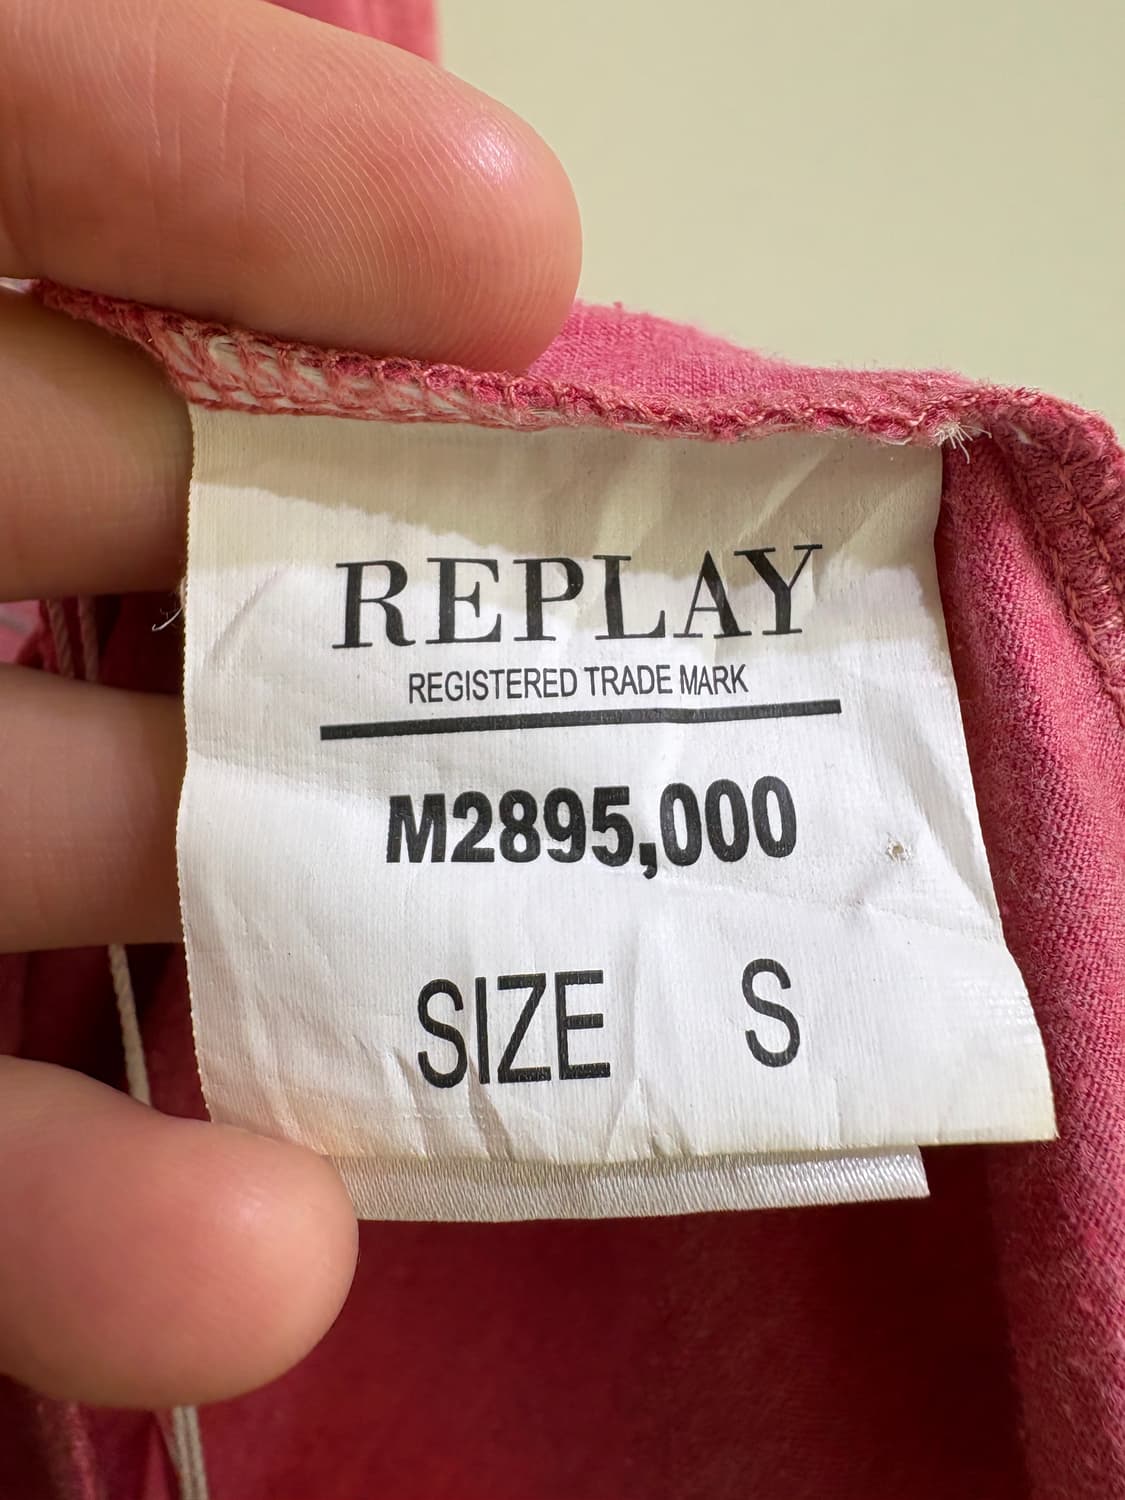 REPLAY
REGISTERED TRADE MARK
M2895,000
SIZE S